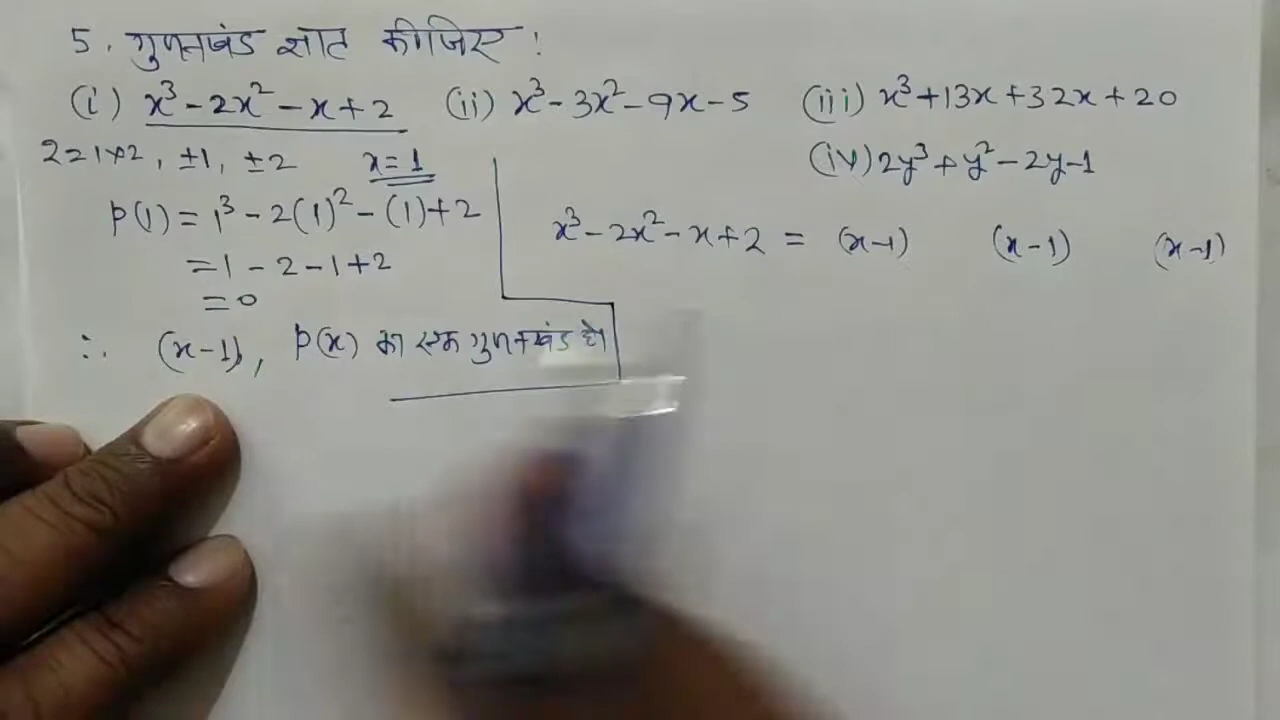 5. गुणनखंड ज्ञात कीजिए :
(i) x³ - 2x² - x + 2 (ii) x³ - 3x² - 9x - 5 (iii) x³ + 13x + 32x + 20
(iv) 2y³ + y² - 2y - 1
2 = 1×2, ±1, ±2 x = 1
p(1) = 1³ - 2(1)² - (1) + 2
= 1 - 2 - 1 + 2
= 0
∴ (x-1), p(x) का एक गुणनखंड है।
x³ - 2x² - x + 2 = (x-1) (x-1) (x-1)